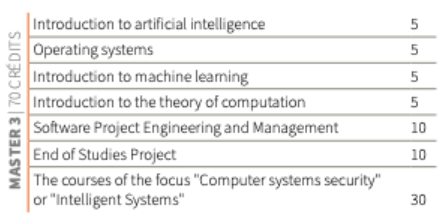 MASTER 3 | 70 CRÉDITS
Introduction to artificial intelligence 5
Operating systems 5
Introduction to machine learning 5
Introduction to the theory of computation 5
Software Project Engineering and Management 10
End of Studies Project 10
The courses of the focus "Computer systems security"
or "Intelligent Systems" 30